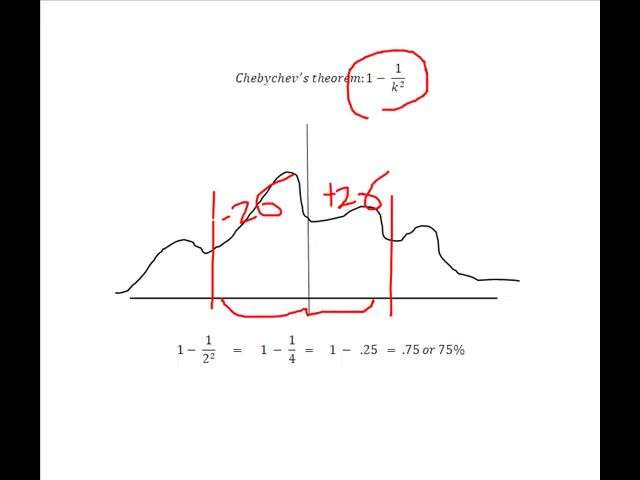 Chebychev's theorem: 1 − 1/k²
-2σ +2σ
1 − 1/2² = 1 − 1/4 = 1 − .25 = .75 or 75%